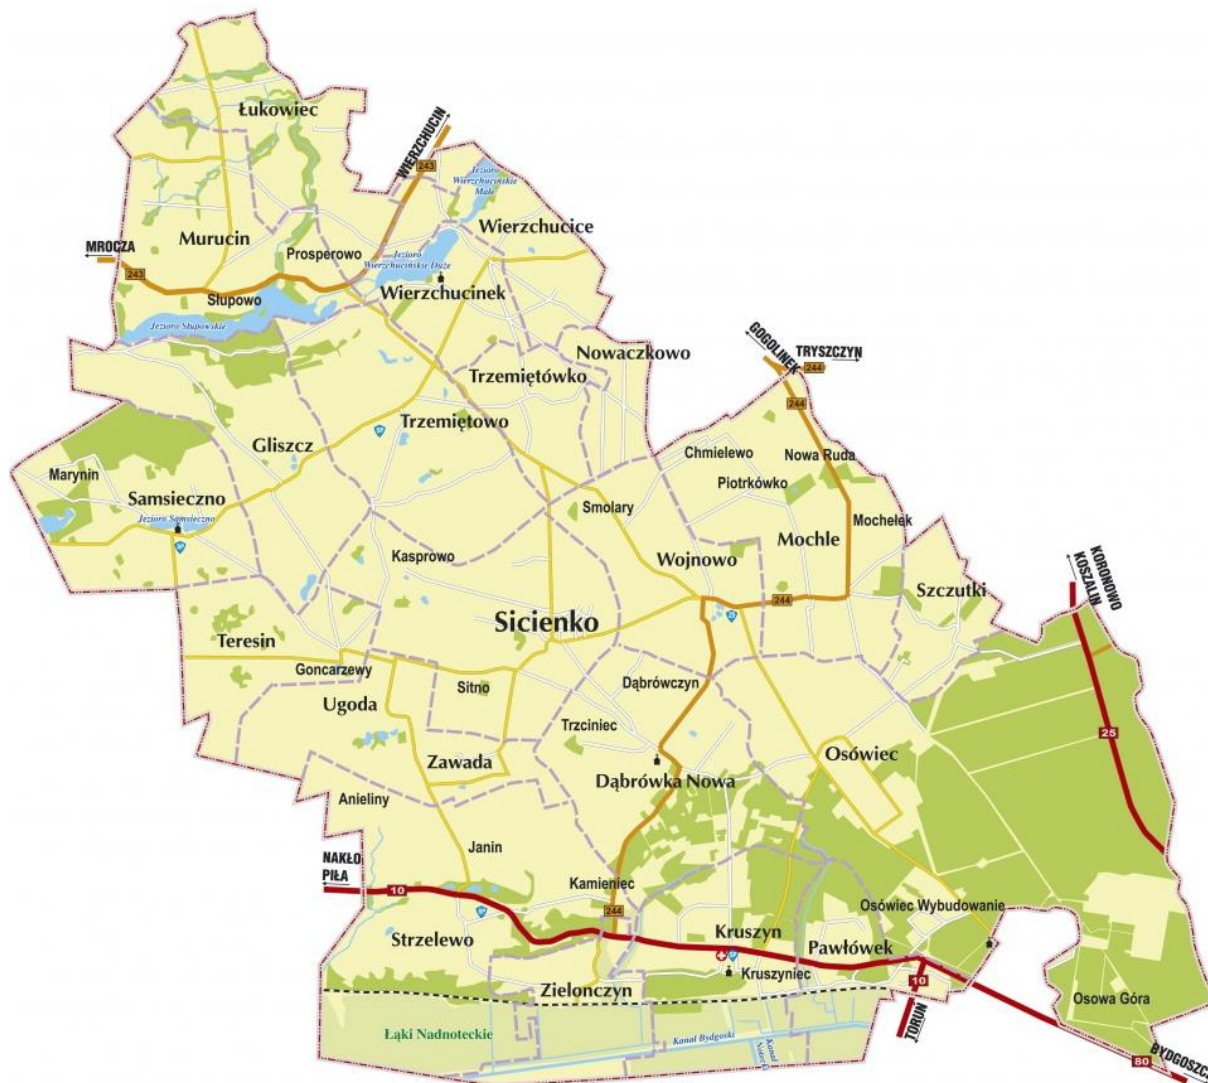 Łukowiec
WIERZCHUCIN
243
Jezioro
Wierzchucińskie
Małe
Wierzchucice
Murucin
MROCZA
243
Prosperowo
Jezioro
Wierzchucińskie Duże
Wierzchucinek
Słupowo
Jezioro Słupowskie
Nowaczkowo
GOGOLINEK
TRYSZCZYN
244
Trzemiętówko
244
Trzemiętowo
Gliszcz
Chmielewo
Nowa Ruda
Marynin
Piotrkówko
Samsieczno
Jezioro Samsieczno
Smolary
Mochełek
Mochle
Kasprowo
Wojnowo
KORONOWO
KOSZALIN
Szczutki
244
Sicienko
Teresin
Goncarzewy
Sitno
Dąbrówczyn
Ugoda
Trzciniec
25
Zawada
Osówiec
Dąbrówka Nowa
Anieliny
Janin
NAKŁO
PIŁA
10
Kamieniec
Osówiec Wybudowanie
244
Strzelewo
Kruszyn
Pawłówek
Kruszyniec
10
Zielonczyn
Osowa Góra
TORUŃ
Łąki Nadnoteckie
Kanał Bydgoski
Kanał
Notecki
80
BYDGOSZCZ